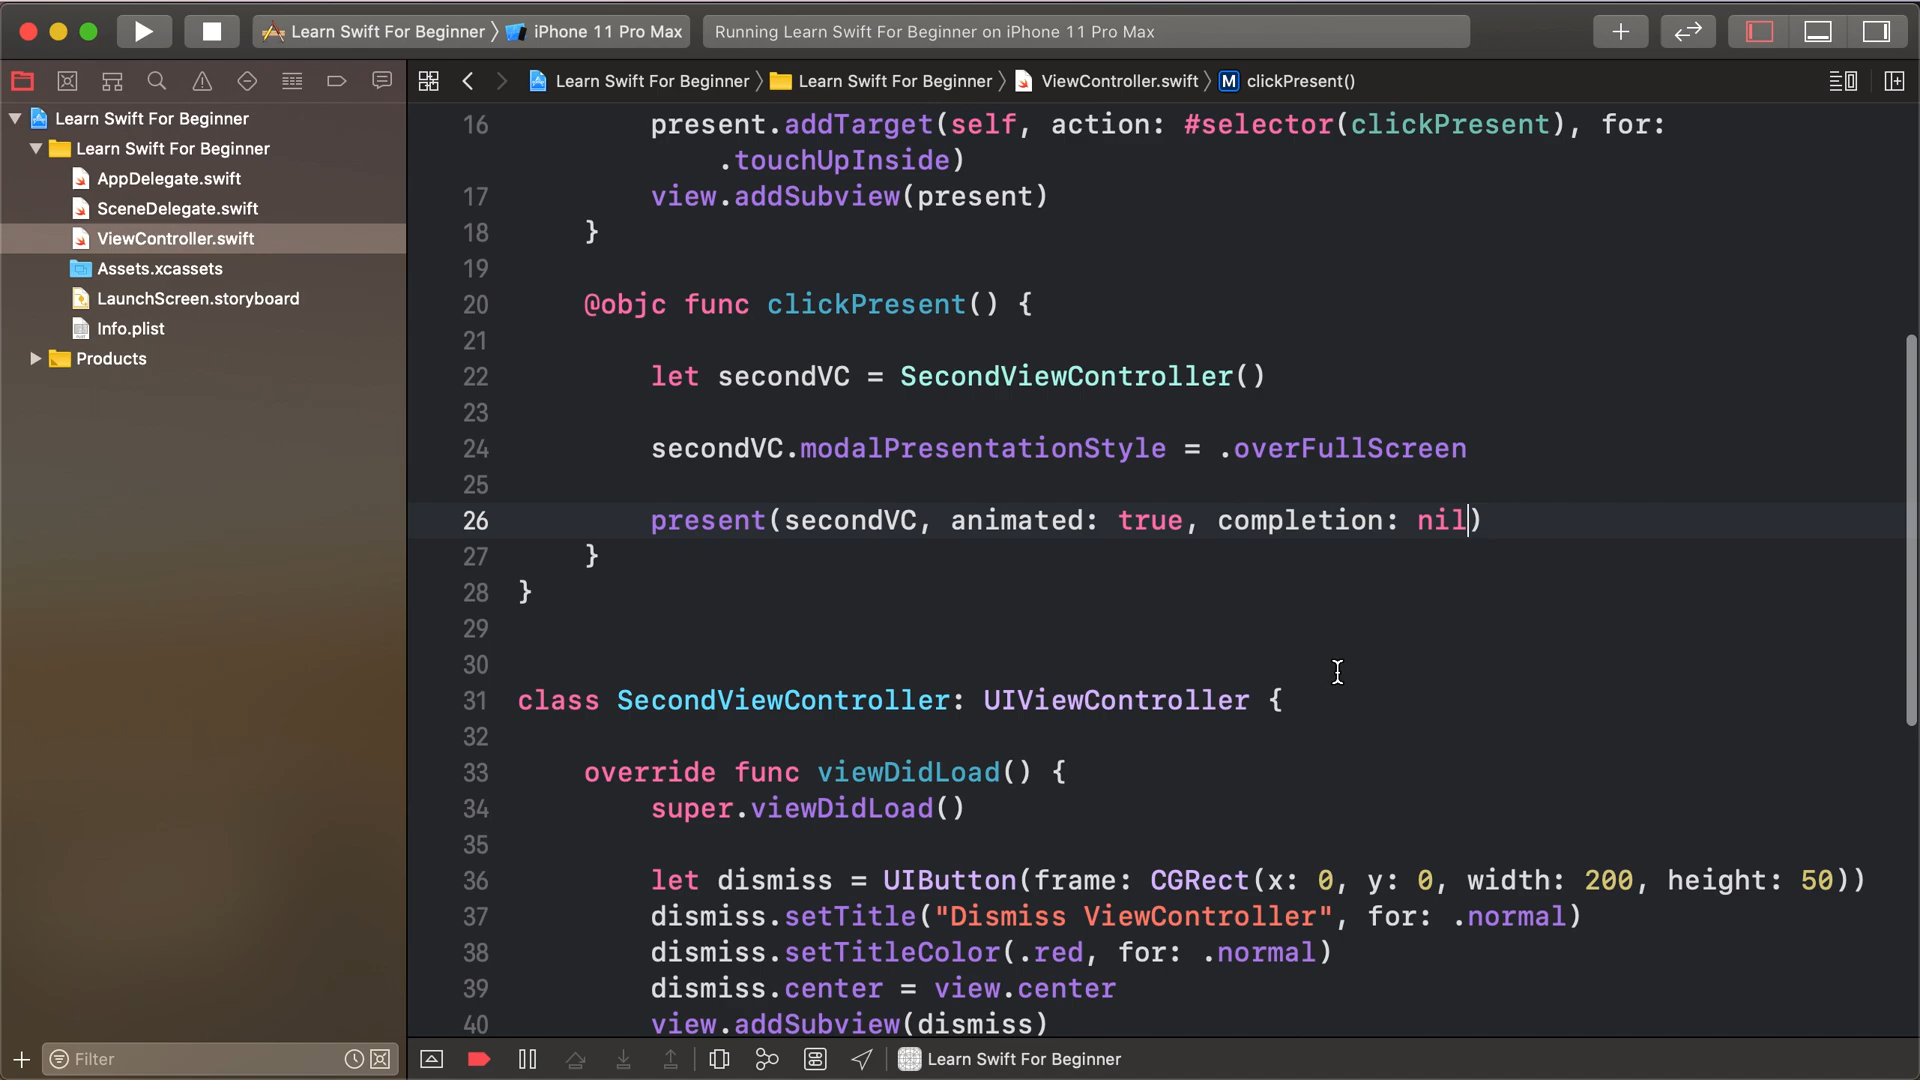 Learn Swift For Beginner
iPhone 11 Pro Max
Running Learn Swift For Beginner on iPhone 11 Pro Max
Learn Swift For Beginner
Learn Swift For Beginner
AppDelegate.swift
SceneDelegate.swift
ViewController.swift
Assets.xcassets
LaunchScreen.storyboard
Info.plist
Products
Filter
Learn Swift For Beginner
Learn Swift For Beginner
ViewController.swift
M
clickPresent()
16 present.addTarget(self, action: #selector(clickPresent), for:
.touchUpInside)
17 view.addSubview(present)
18 }
19
20 @objc func clickPresent() {
21
22 let secondVC = SecondViewController()
23
24 secondVC.modalPresentationStyle = .overFullScreen
25
26 present(secondVC, animated: true, completion: nil)
27 }
28 }
29
30
31 class SecondViewController: UIViewController {
32
33 override func viewDidLoad() {
34 super.viewDidLoad()
35
36 let dismiss = UIButton(frame: CGRect(x: 0, y: 0, width: 200, height: 50))
37 dismiss.setTitle("Dismiss ViewController", for: .normal)
38 dismiss.setTitleColor(.red, for: .normal)
39 dismiss.center = view.center
40 view.addSubview(dismiss)
Learn Swift For Beginner